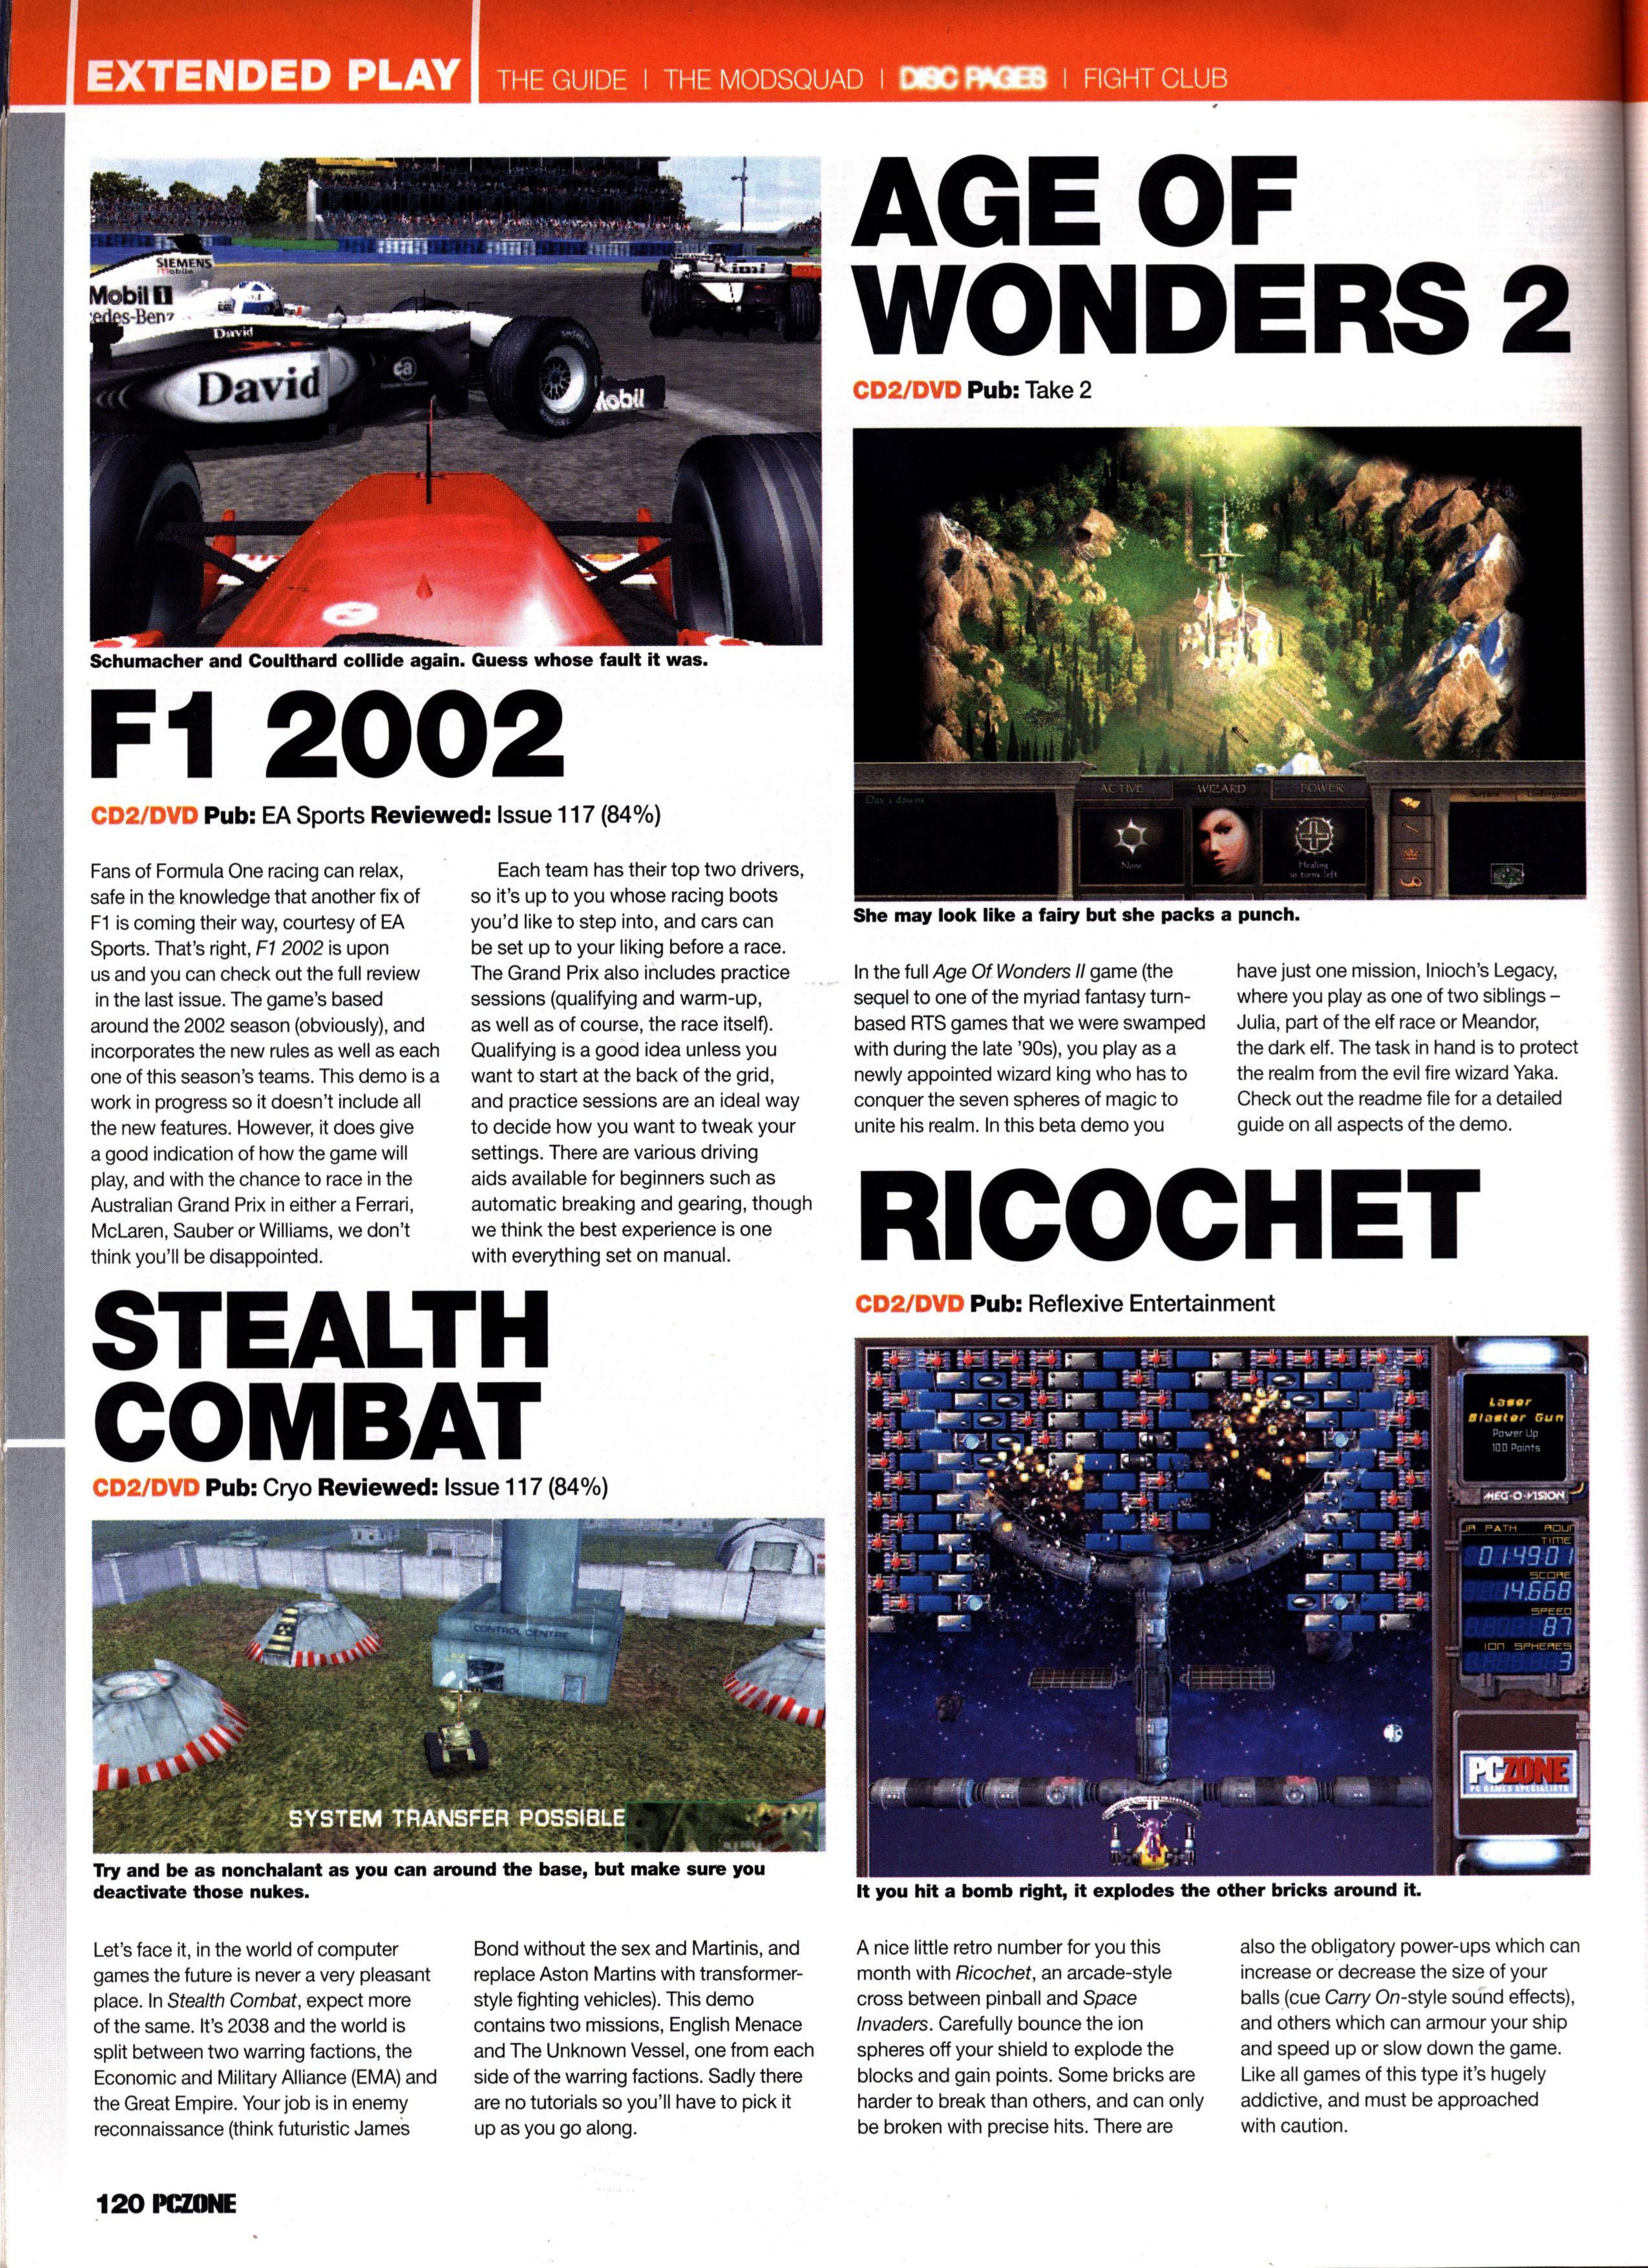 EXTENDED PLAY
THE GUIDE | THE MODSQUAD | DISC PAGES | FIGHT CLUB
SIEMENS
mobile
Mobil 1
edes-Benz
David
David
Mobil
Kimi
Schumacher and Coulthard collide again. Guess whose fault it was.
F1 2002
CD2/DVD Pub: EA Sports Reviewed: Issue 117 (84%)
Fans of Formula One racing can relax,
safe in the knowledge that another fix of
F1 is coming their way, courtesy of EA
Sports. That's right, F1 2002 is upon
us and you can check out the full review
in the last issue. The game's based
around the 2002 season (obviously), and
incorporates the new rules as well as each
one of this season's teams. This demo is a
work in progress so it doesn't include all
the new features. However, it does give
a good indication of how the game will
play, and with the chance to race in the
Australian Grand Prix in either a Ferrari,
McLaren, Sauber or Williams, we don't
think you'll be disappointed.
Each team has their top two drivers,
so it's up to you whose racing boots
you'd like to step into, and cars can
be set up to your liking before a race.
The Grand Prix also includes practice
sessions (qualifying and warm-up,
as well as of course, the race itself).
Qualifying is a good idea unless you
want to start at the back of the grid,
and practice sessions are an ideal way
to decide how you want to tweak your
settings. There are various driving
aids available for beginners such as
automatic breaking and gearing, though
we think the best experience is one
with everything set on manual.
STEALTH
COMBAT
CD2/DVD Pub: Cryo Reviewed: Issue 117 (84%)
CONTROL CENTRE
SYSTEM TRANSFER POSSIBLE
Try and be as nonchalant as you can around the base, but make sure you
deactivate those nukes.
Let's face it, in the world of computer
games the future is never a very pleasant
place. In Stealth Combat, expect more
of the same. It's 2038 and the world is
split between two warring factions, the
Economic and Military Alliance (EMA) and
the Great Empire. Your job is in enemy
reconnaissance (think futuristic James
Bond without the sex and Martinis, and
replace Aston Martins with transformer-
style fighting vehicles). This demo
contains two missions, English Menace
and The Unknown Vessel, one from each
side of the warring factions. Sadly there
are no tutorials so you'll have to pick it
up as you go along.
AGE OF
WONDERS 2
CD2/DVD Pub: Take 2
Day 1 dawns
ACTIVE WIZARD POWER
None
Healing
10 turns left
Surface Underground
She may look like a fairy but she packs a punch.
In the full Age Of Wonders II game (the
sequel to one of the myriad fantasy turn-
based RTS games that we were swamped
with during the late '90s), you play as a
newly appointed wizard king who has to
conquer the seven spheres of magic to
unite his realm. In this beta demo you
have just one mission, Inioch's Legacy,
where you play as one of two siblings –
Julia, part of the elf race or Meandor,
the dark elf. The task in hand is to protect
the realm from the evil fire wizard Yaka.
Check out the readme file for a detailed
guide on all aspects of the demo.
RICOCHET
CD2/DVD Pub: Reflexive Entertainment
Laser
Blaster Gun
Power Up
100 Points
MEG-O-VISION
UR PATH ROUN
TIME
01:49:01
SCORE
14,668
SPEED
87
ION SPHERES
3
PCZONE
PC GAMES SPECIALISTS
It you hit a bomb right, it explodes the other bricks around it.
A nice little retro number for you this
month with Ricochet, an arcade-style
cross between pinball and Space
Invaders. Carefully bounce the ion
spheres off your shield to explode the
blocks and gain points. Some bricks are
harder to break than others, and can only
be broken with precise hits. There are
also the obligatory power-ups which can
increase or decrease the size of your
balls (cue Carry On-style sound effects),
and others which can armour your ship
and speed up or slow down the game.
Like all games of this type it's hugely
addictive, and must be approached
with caution.
120 PCZONE